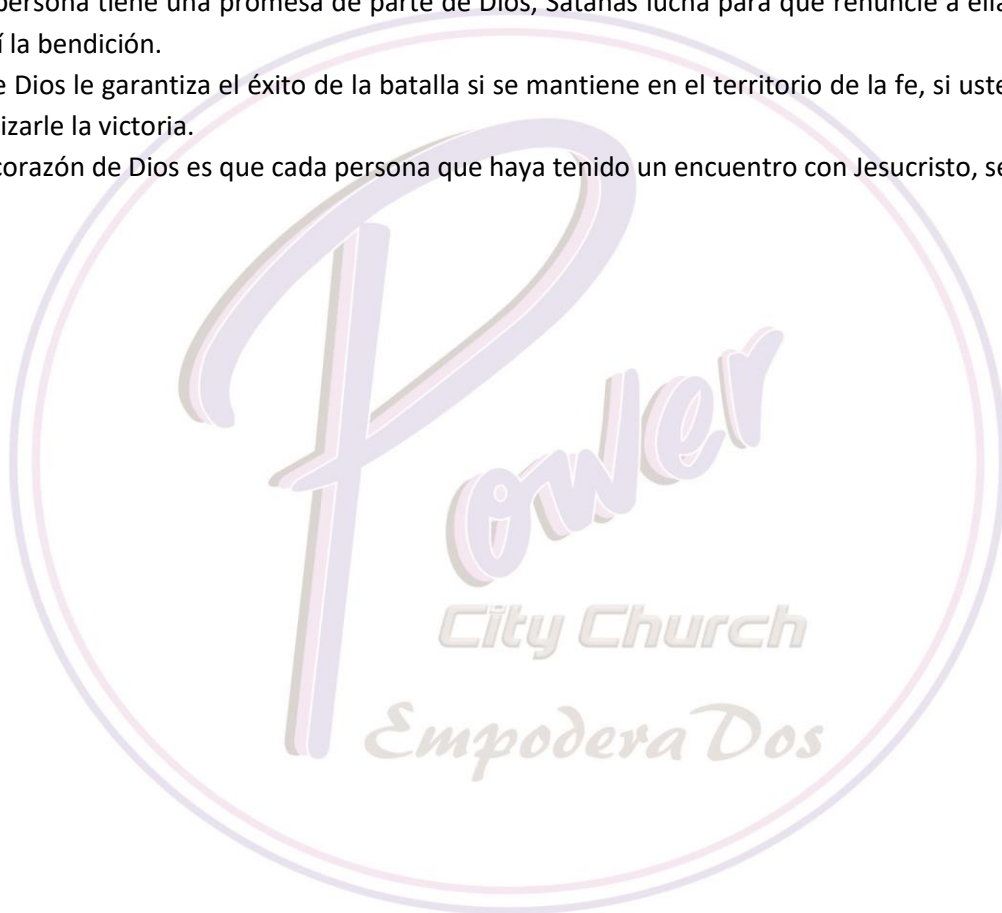 persona tiene una promesa de parte de Dios, Satanás lucha para que renuncie a ella
í la bendición.
e Dios le garantiza el éxito de la batalla si se mantiene en el territorio de la fe, si uste
izarle la victoria.
corazón de Dios es que cada persona que haya tenido un encuentro con Jesucristo, se
Power
City Church
EmpoderaDos